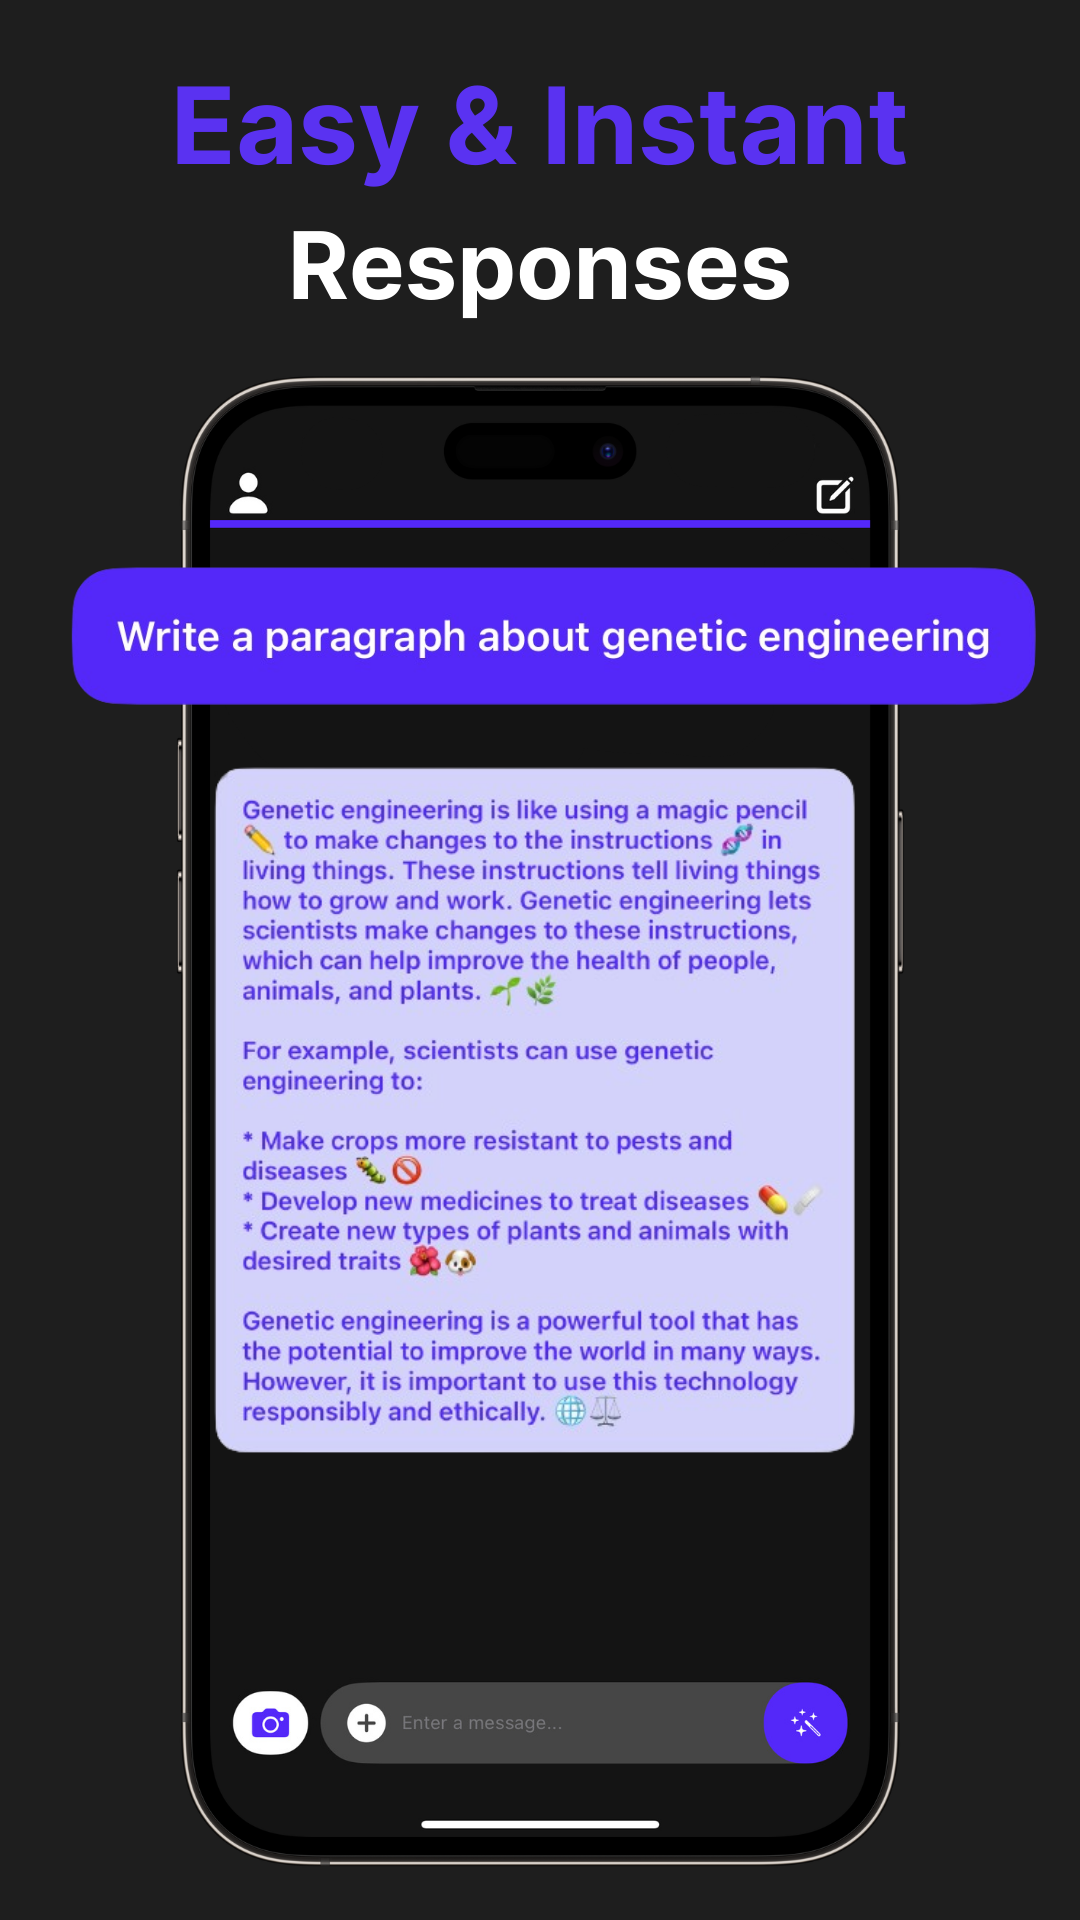 Easy & Instant
Responses
Write a paragraph about genetic engineering
Genetic engineering is like using a magic pencil
✏️ to make changes to the instructions 🧬 in
living things. These instructions tell living things
how to grow and work. Genetic engineering lets
scientists make changes to these instructions,
which can help improve the health of people,
animals, and plants. 🌱🌿
For example, scientists can use genetic
engineering to:
* Make crops more resistant to pests and
diseases 🐛🚫
* Develop new medicines to treat diseases 💊🩹
* Create new types of plants and animals with
desired traits 🌺🐶
Genetic engineering is a powerful tool that has
the potential to improve the world in many ways.
However, it is important to use this technology
responsibly and ethically. 🌐⚖️
Enter a message...